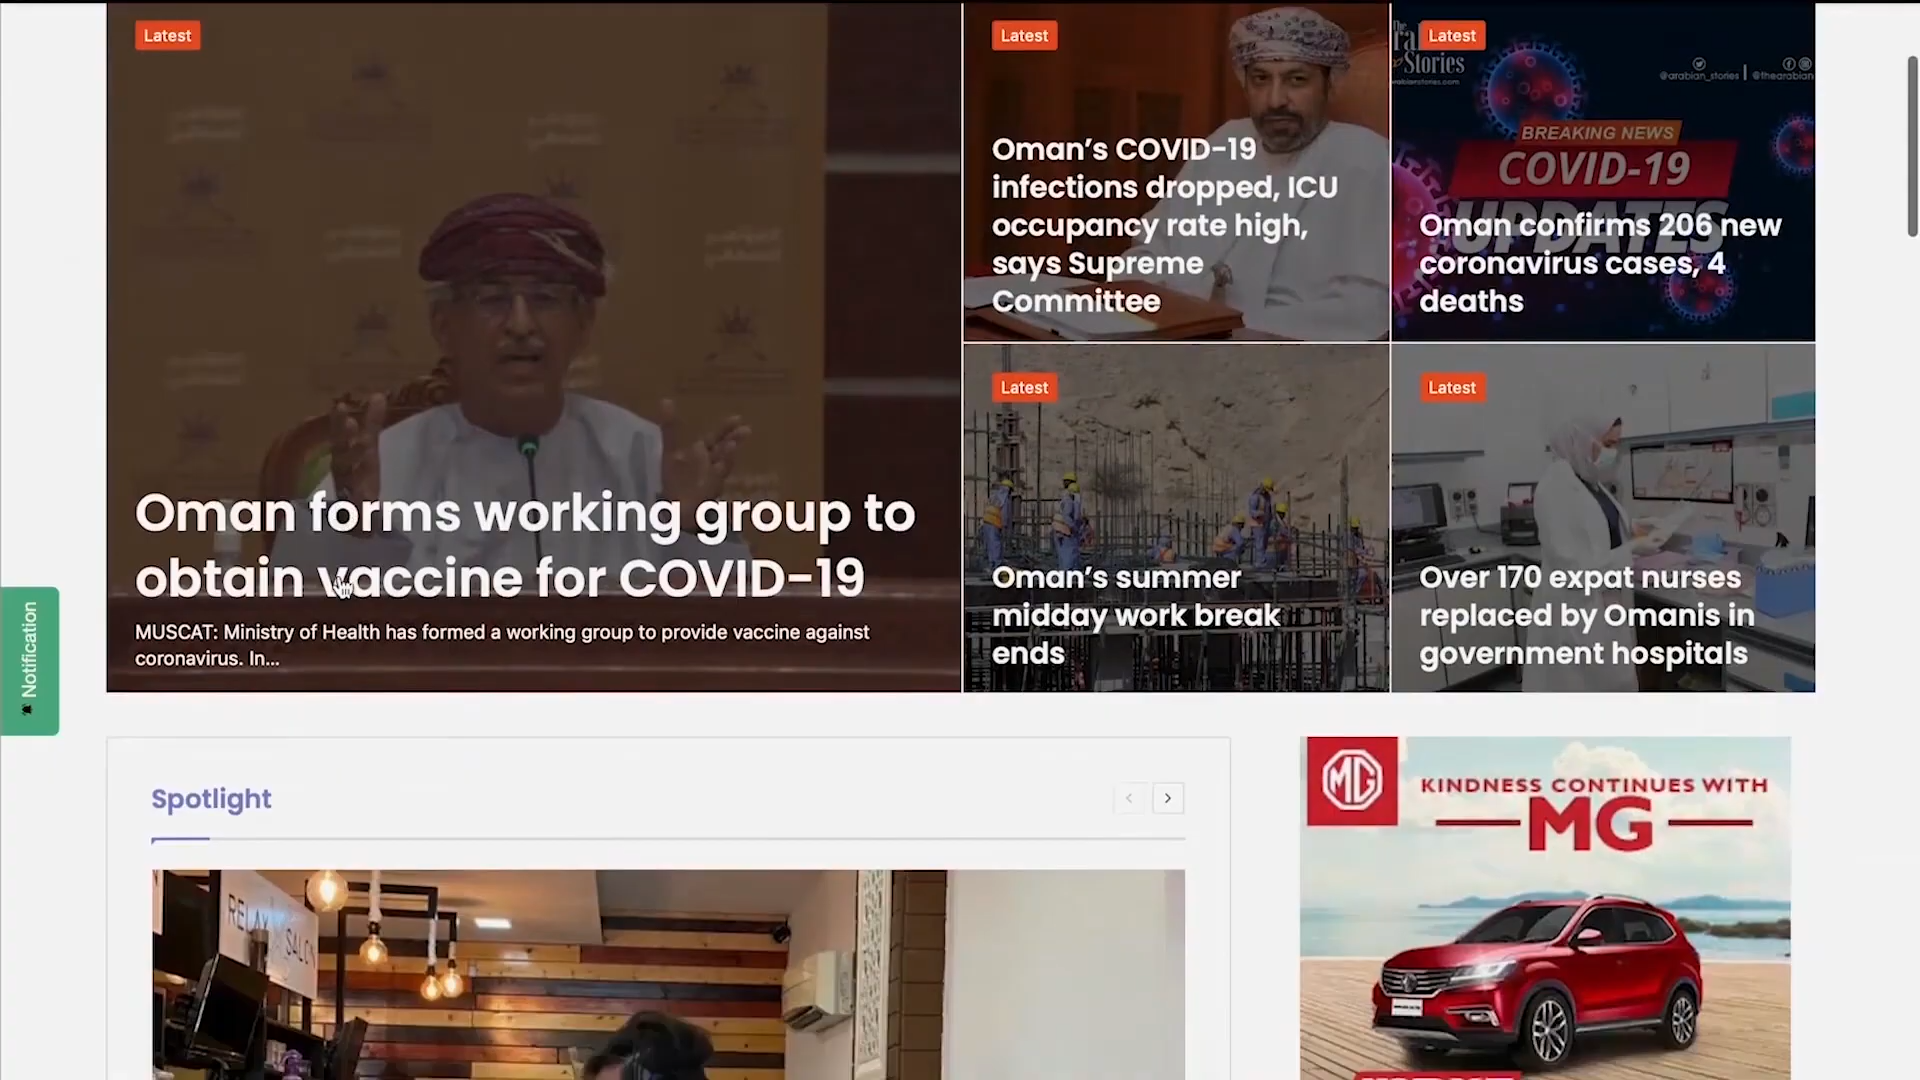 Latest
Oman forms working group to
obtain vaccine for COVID-19
MUSCAT: Ministry of Health has formed a working group to provide vaccine against
coronavirus. In...
Latest
Oman’s COVID-19
infections dropped, ICU
occupancy rate high,
says Supreme
Committee
Latest
Stories
@arabian_stories | @thearabian
BREAKING NEWS
COVID-19
UPDATES
Oman confirms 206 new
coronavirus cases, 4
deaths
Latest
Oman’s summer
midday work break
ends
Latest
Over 170 expat nurses
replaced by Omanis in
government hospitals
Notification
Spotlight
RELAX
SALON
MG
KINDNESS CONTINUES WITH
MG